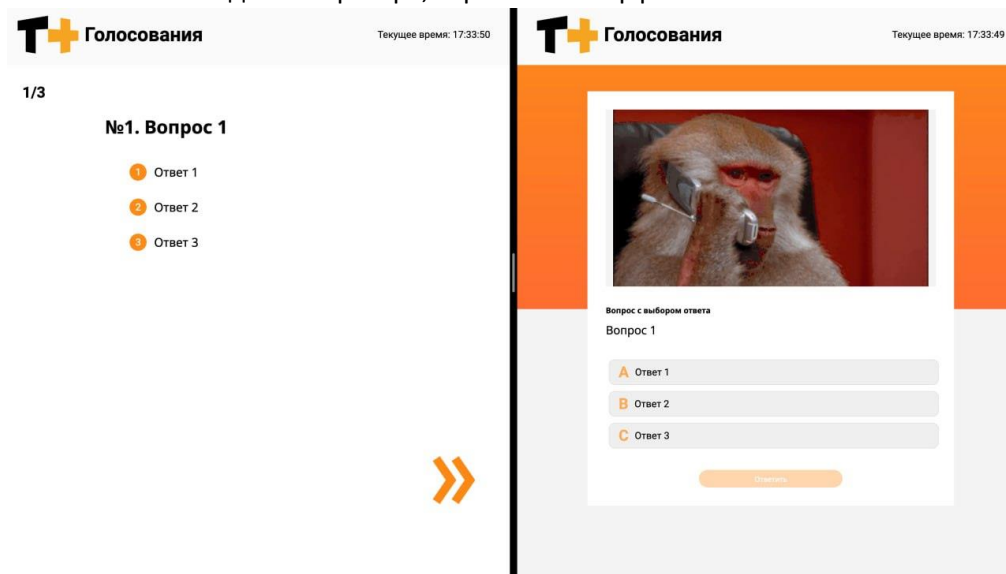 Т+ Голосования
Текущее время: 17:33:50
1/3
№1. Вопрос 1
1 Ответ 1
2 Ответ 2
3 Ответ 3
Т+ Голосования
Текущее время: 17:33:49
Вопрос с выбором ответа
Вопрос 1
A Ответ 1
B Ответ 2
C Ответ 3
Ответить